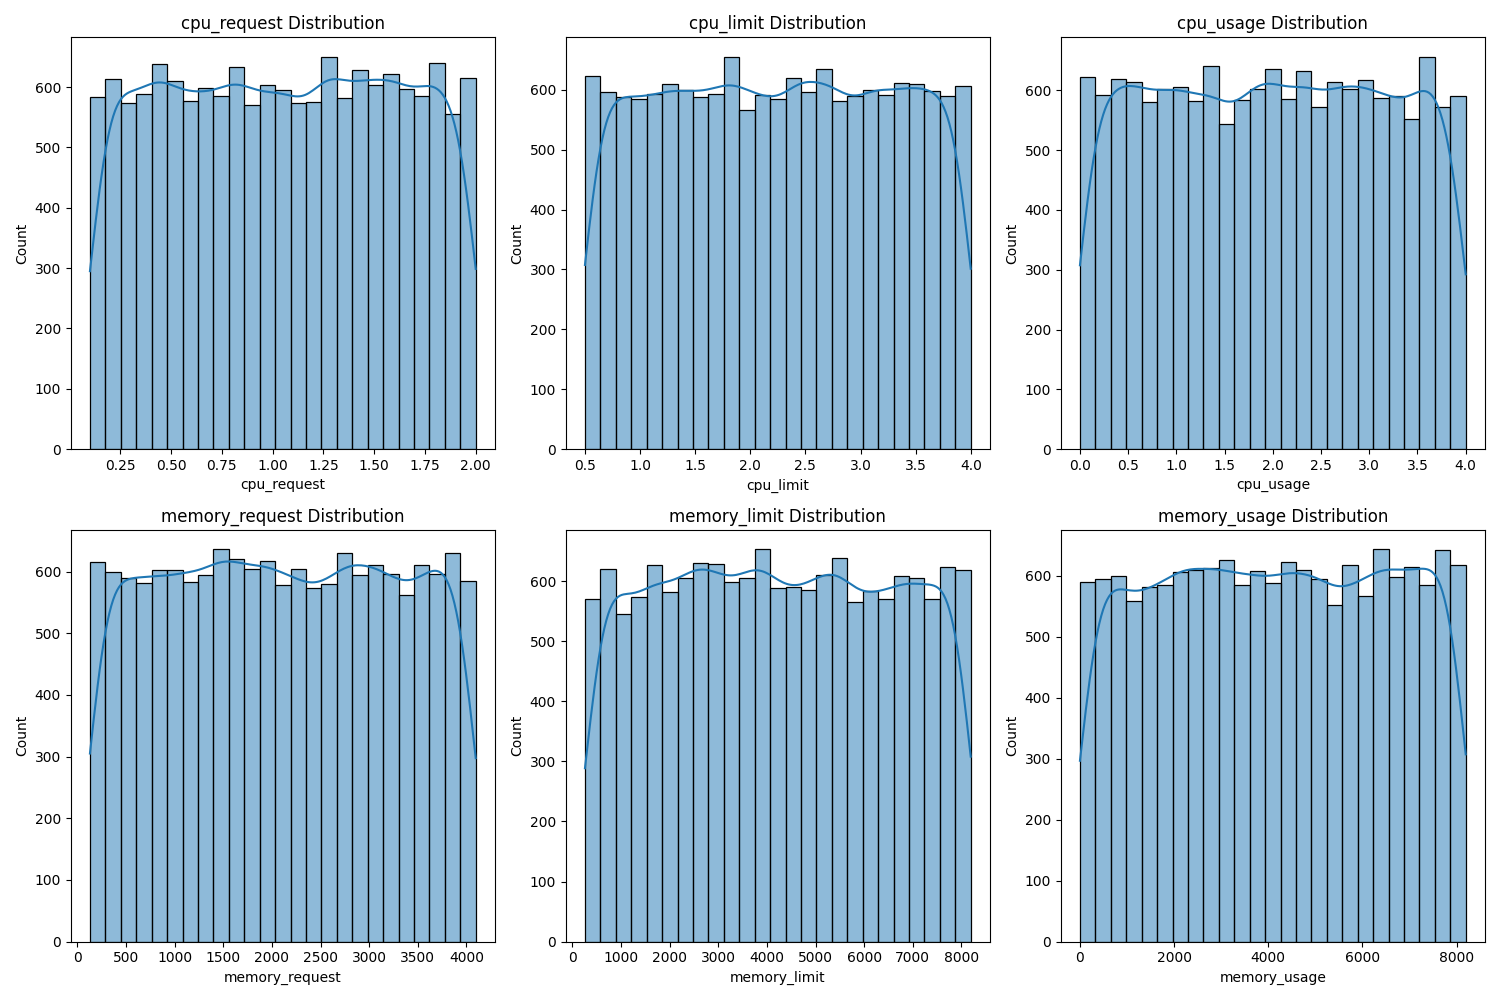 cpu_request Distribution
Count
600
500
400
300
200
100
0
0.25 0.50 0.75 1.00 1.25 1.50 1.75 2.00
cpu_request
cpu_limit Distribution
Count
600
500
400
300
200
100
0
0.5 1.0 1.5 2.0 2.5 3.0 3.5 4.0
cpu_limit
cpu_usage Distribution
Count
600
500
400
300
200
100
0
0.0 0.5 1.0 1.5 2.0 2.5 3.0 3.5 4.0
cpu_usage
memory_request Distribution
Count
600
500
400
300
200
100
0
0 500 1000 1500 2000 2500 3000 3500 4000
memory_request
memory_limit Distribution
Count
600
500
400
300
200
100
0
0 1000 2000 3000 4000 5000 6000 7000 8000
memory_limit
memory_usage Distribution
Count
600
500
400
300
200
100
0
0 2000 4000 6000 8000
memory_usage